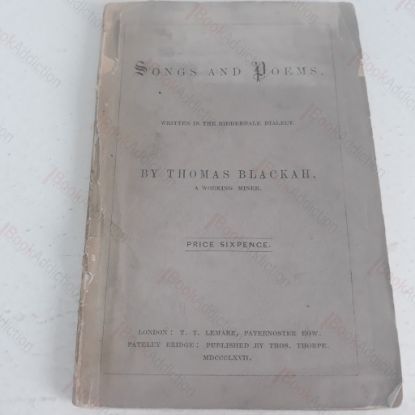 Songs and Poems,
WRITTEN IN THE NIDDERDALE DIALECT.
BY THOMAS BLACKAH,
A WORKING MINER.
PRICE SIXPENCE.
LONDON: T. T. LEMARE, PATERNOSTER ROW.
PATELEY BRIDGE: PUBLISHED BY THOS. THORPE.
MDCCCLXVII.
BookAddiction